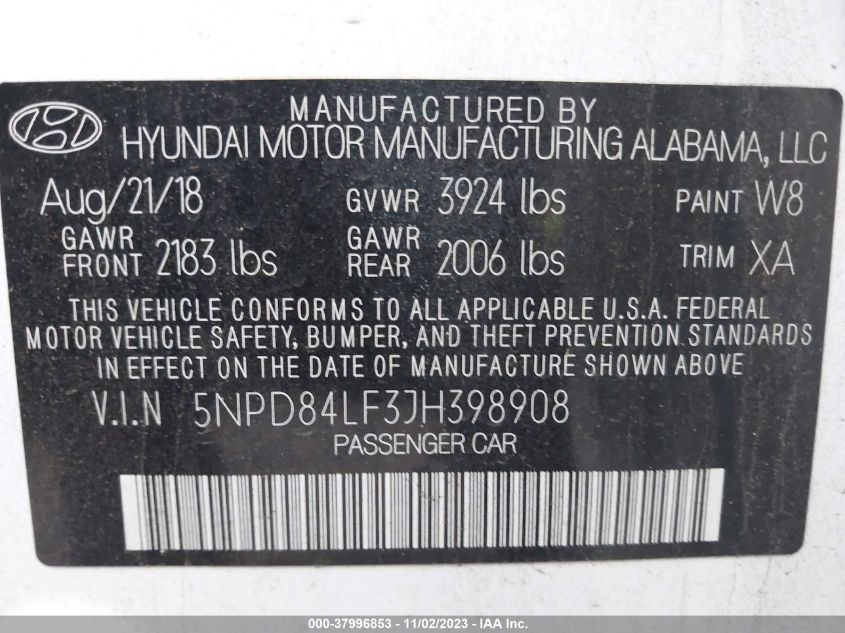 MANUFACTURED BY
HYUNDAI MOTOR MANUFACTURING ALABAMA, LLC
Aug/21/18 GVWR 3924 lbs PAINT W8
GAWR FRONT 2183 lbs GAWR REAR 2006 lbs TRIM XA
THIS VEHICLE CONFORMS TO ALL APPLICABLE U.S.A. FEDERAL
MOTOR VEHICLE SAFETY, BUMPER, AND THEFT PREVENTION STANDARDS
IN EFFECT ON THE DATE OF MANUFACTURE SHOWN ABOVE
V.I.N 5NPD84LF3JH398908
PASSENGER CAR
000-37996853 - 11/02/2023 - IAA Inc.